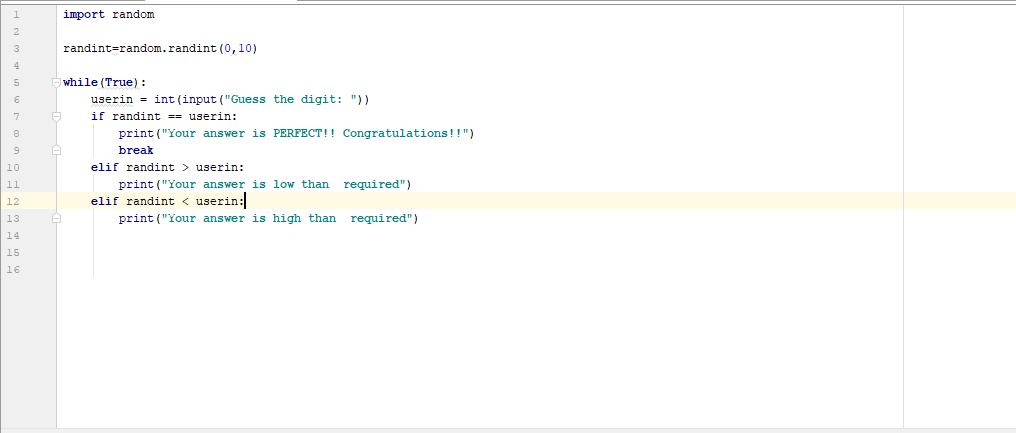 1 import random
2
3 randint=random.randint(0,10)
4
5 while(True):
6     userin = int(input("Guess the digit: "))
7     if randint == userin:
8         print("Your answer is PERFECT!! Congratulations!!")
9         break
10     elif randint > userin:
11         print("Your answer is low than  required")
12     elif randint < userin:
13         print("Your answer is high than  required")
14
15
16